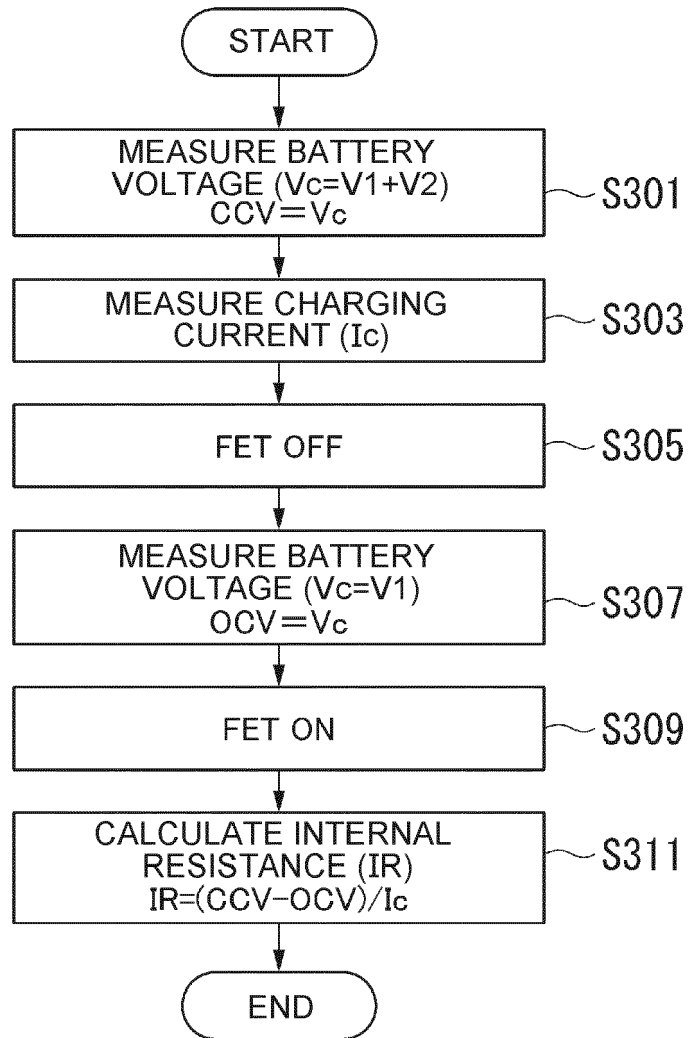 START
MEASURE BATTERY
VOLTAGE (Vc=V1+V2)
CCV=Vc
S301
MEASURE CHARGING
CURRENT (Ic)
S303
FET OFF
S305
MEASURE BATTERY
VOLTAGE (Vc=V1)
OCV=Vc
S307
FET ON
S309
CALCULATE INTERNAL
RESISTANCE (IR)
IR=(CCV-OCV)/Ic
S311
END